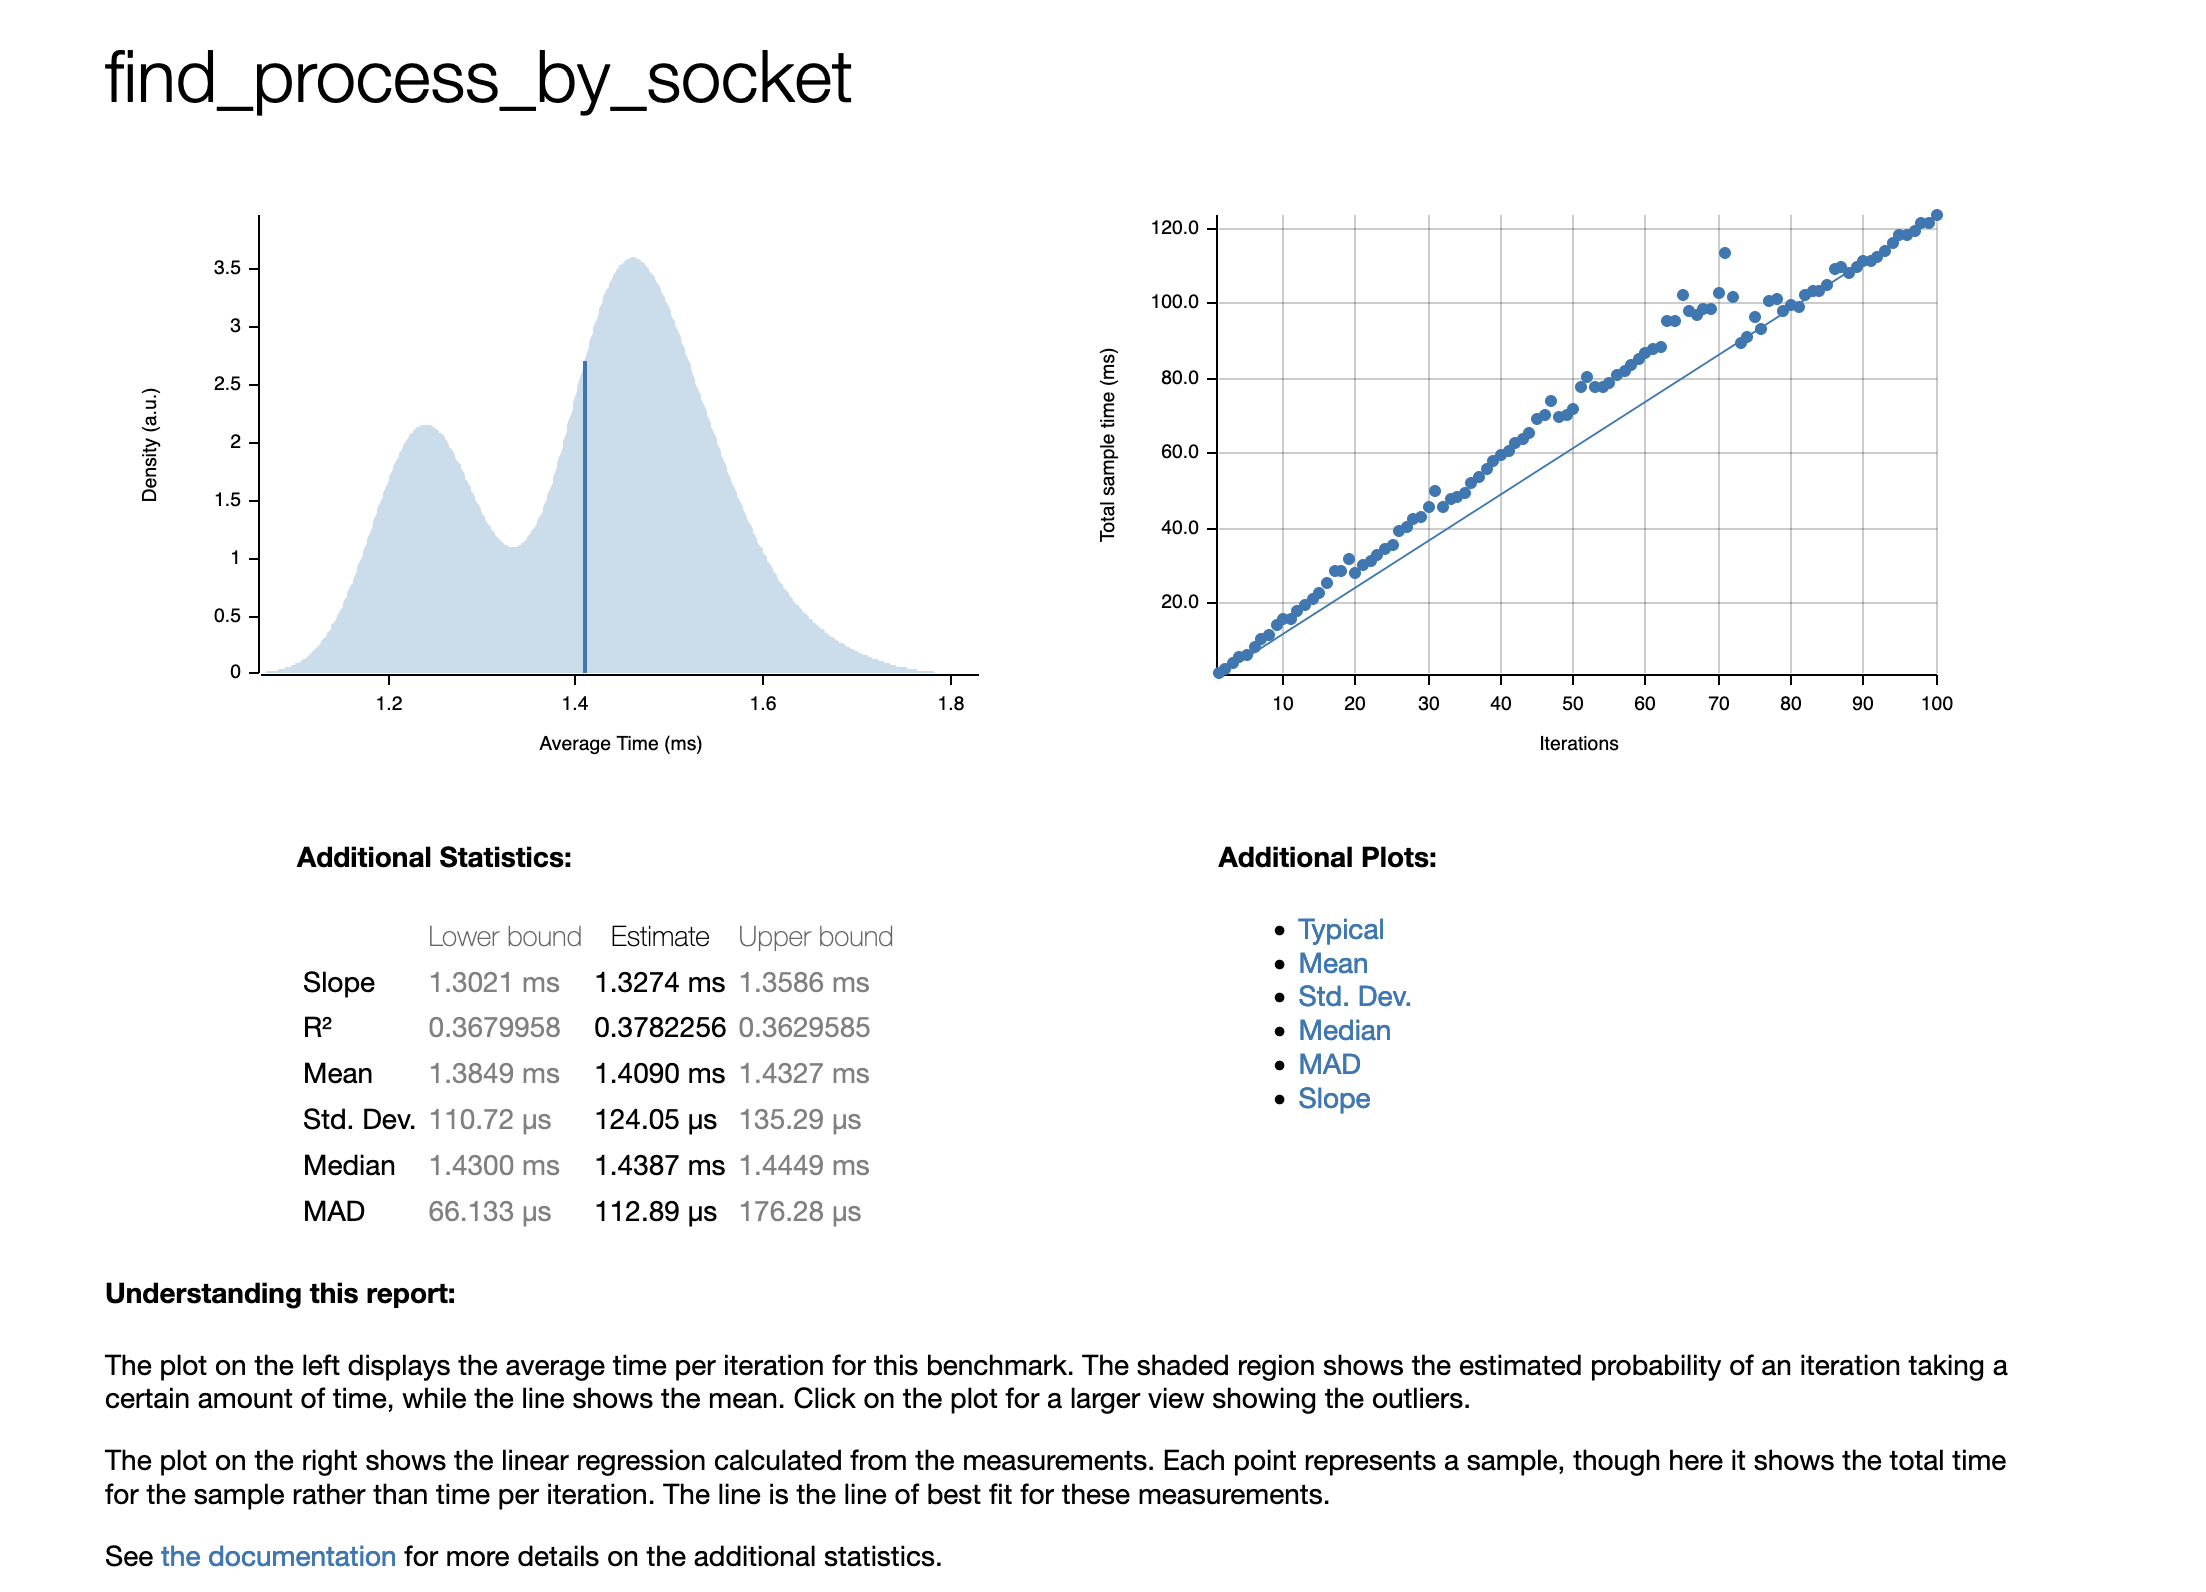 find_process_by_socket
3.5
3
2.5
2
1.5
1
0.5
0
Density (a.u.)
1.2 1.4 1.6 1.8
Average Time (ms)
120.0
100.0
80.0
60.0
40.0
20.0
Total sample time (ms)
10 20 30 40 50 60 70 80 90 100
Iterations
Additional Statistics:
Lower bound Estimate Upper bound
Slope 1.3021 ms 1.3274 ms 1.3586 ms
R² 0.3679958 0.3782256 0.3629585
Mean 1.3849 ms 1.4090 ms 1.4327 ms
Std. Dev. 110.72 µs 124.05 µs 135.29 µs
Median 1.4300 ms 1.4387 ms 1.4449 ms
MAD 66.133 µs 112.89 µs 176.28 µs
Additional Plots:
• Typical
• Mean
• Std. Dev.
• Median
• MAD
• Slope
Understanding this report:
The plot on the left displays the average time per iteration for this benchmark. The shaded region shows the estimated probability of an iteration taking a
certain amount of time, while the line shows the mean. Click on the plot for a larger view showing the outliers.
The plot on the right shows the linear regression calculated from the measurements. Each point represents a sample, though here it shows the total time
for the sample rather than time per iteration. The line is the line of best fit for these measurements.
See the documentation for more details on the additional statistics.